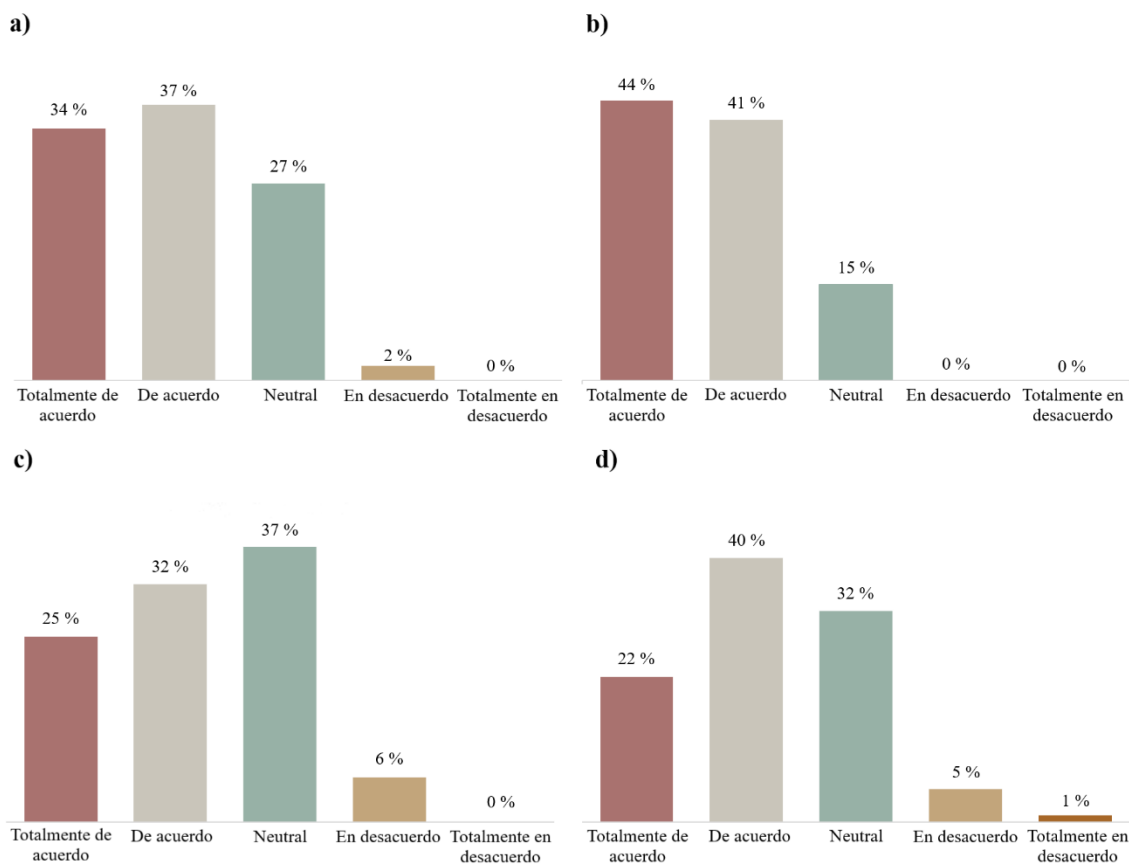 a)
34 %
37 %
27 %
2 %
0 %
Totalmente de
acuerdo
De acuerdo
Neutral
En desacuerdo
Totalmente en
desacuerdo
b)
44 %
41 %
15 %
0 %
0 %
Totalmente de
acuerdo
De acuerdo
Neutral
En desacuerdo
Totalmente en
desacuerdo
c)
25 %
32 %
37 %
6 %
0 %
Totalmente de
acuerdo
De acuerdo
Neutral
En desacuerdo
Totalmente en
desacuerdo
d)
22 %
40 %
32 %
5 %
1 %
Totalmente de
acuerdo
De acuerdo
Neutral
En desacuerdo
Totalmente en
desacuerdo